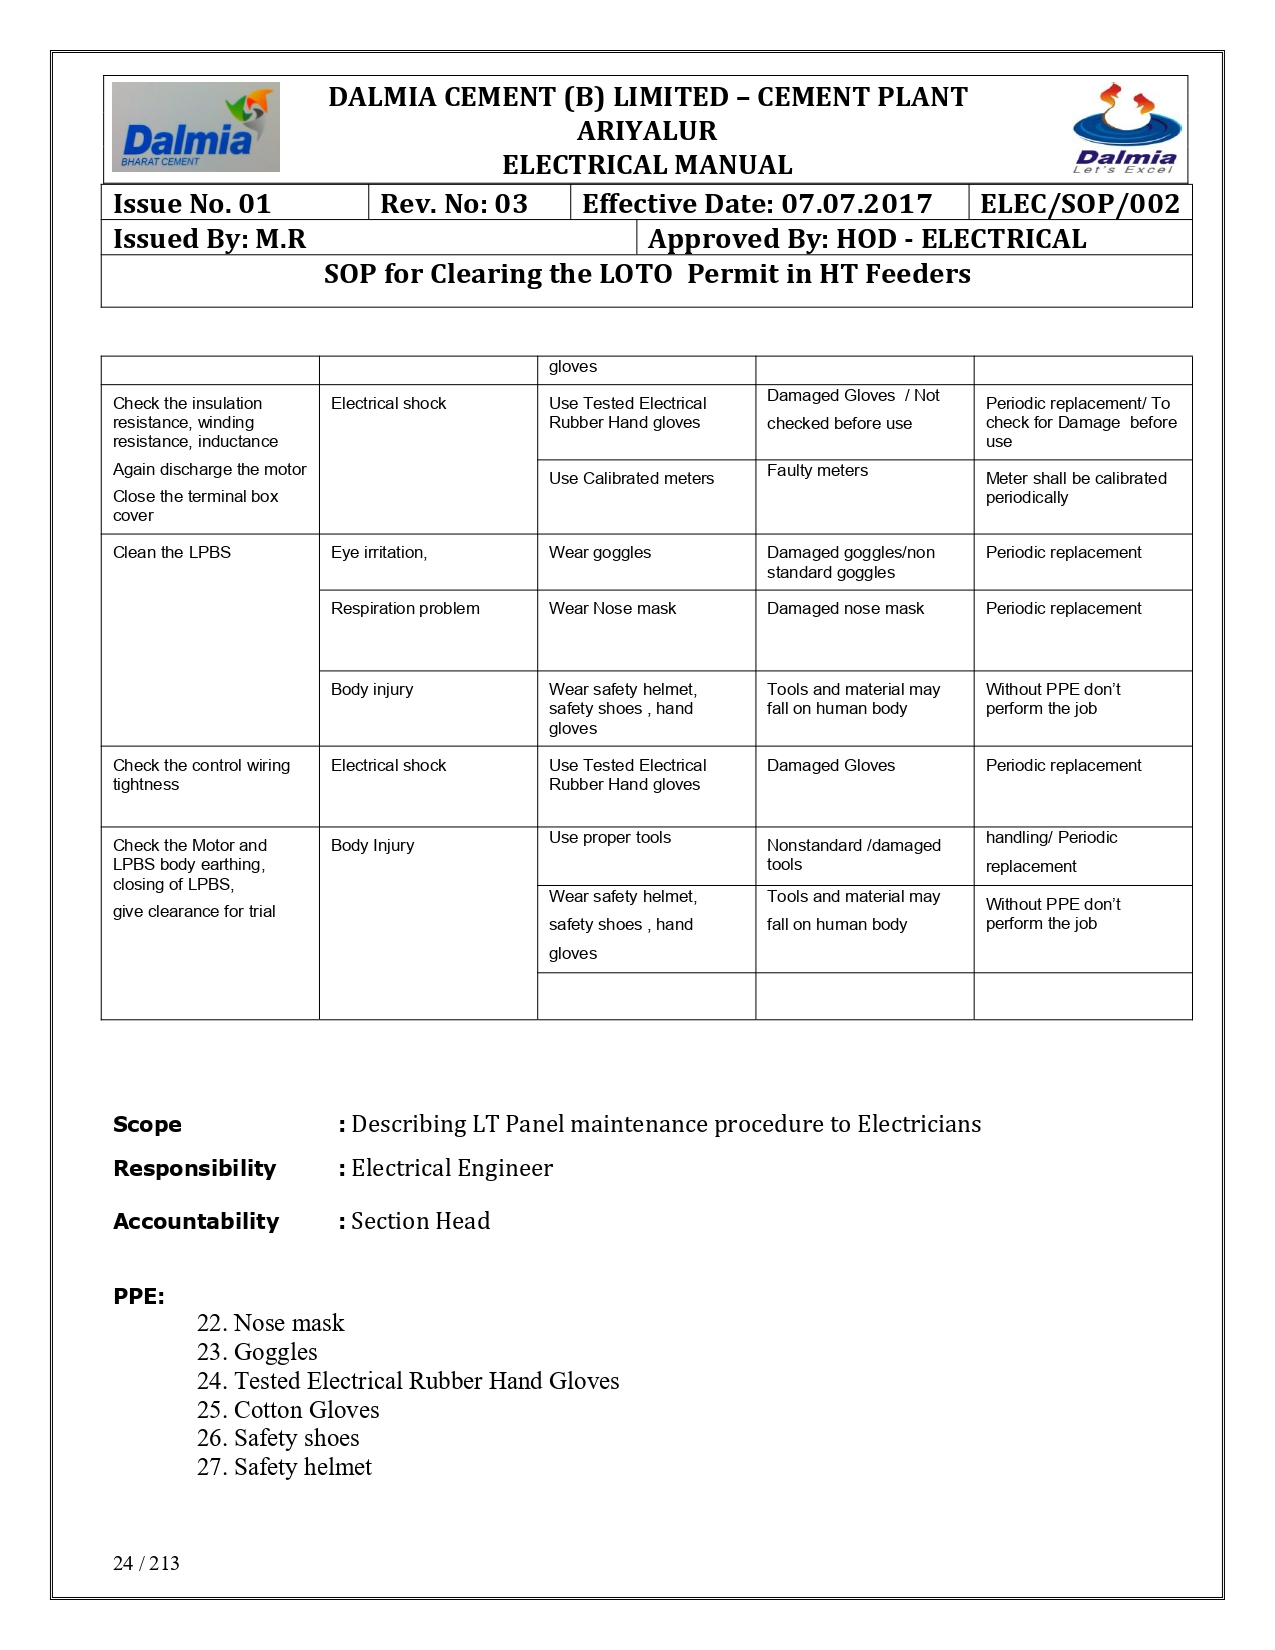 Dalmia
BHARAT CEMENT
DALMIA CEMENT (B) LIMITED – CEMENT PLANT
ARIYALUR
ELECTRICAL MANUAL
Dalmia
Let's Excel
Issue No. 01 Rev. No: 03 Effective Date: 07.07.2017 ELEC/SOP/002
Issued By: M.R Approved By: HOD - ELECTRICAL
SOP for Clearing the LOTO  Permit in HT Feeders
gloves
Check the insulation
resistance, winding
resistance, inductance
Again discharge the motor
Close the terminal box
cover
Electrical shock
Use Tested Electrical
Rubber Hand gloves
Damaged Gloves  / Not
checked before use
Periodic replacement/ To
check for Damage  before
use
Use Calibrated meters
Faulty meters
Meter shall be calibrated
periodically
Clean the LPBS
Eye irritation,
Wear goggles
Damaged goggles/non
standard goggles
Periodic replacement
Respiration problem
Wear Nose mask
Damaged nose mask
Periodic replacement
Body injury
Wear safety helmet,
safety shoes , hand
gloves
Tools and material may
fall on human body
Without PPE don’t
perform the job
Check the control wiring
tightness
Electrical shock
Use Tested Electrical
Rubber Hand gloves
Damaged Gloves
Periodic replacement
Check the Motor and
LPBS body earthing,
closing of LPBS,
give clearance for trial
Body Injury
Use proper tools
Nonstandard /damaged
tools
handling/ Periodic
replacement
Wear safety helmet,
safety shoes , hand
gloves
Tools and material may
fall on human body
Without PPE don’t
perform the job
Scope : Describing LT Panel maintenance procedure to Electricians
Responsibility : Electrical Engineer
Accountability : Section Head
PPE:
22. Nose mask
23. Goggles
24. Tested Electrical Rubber Hand Gloves
25. Cotton Gloves
26. Safety shoes
27. Safety helmet
24 / 213